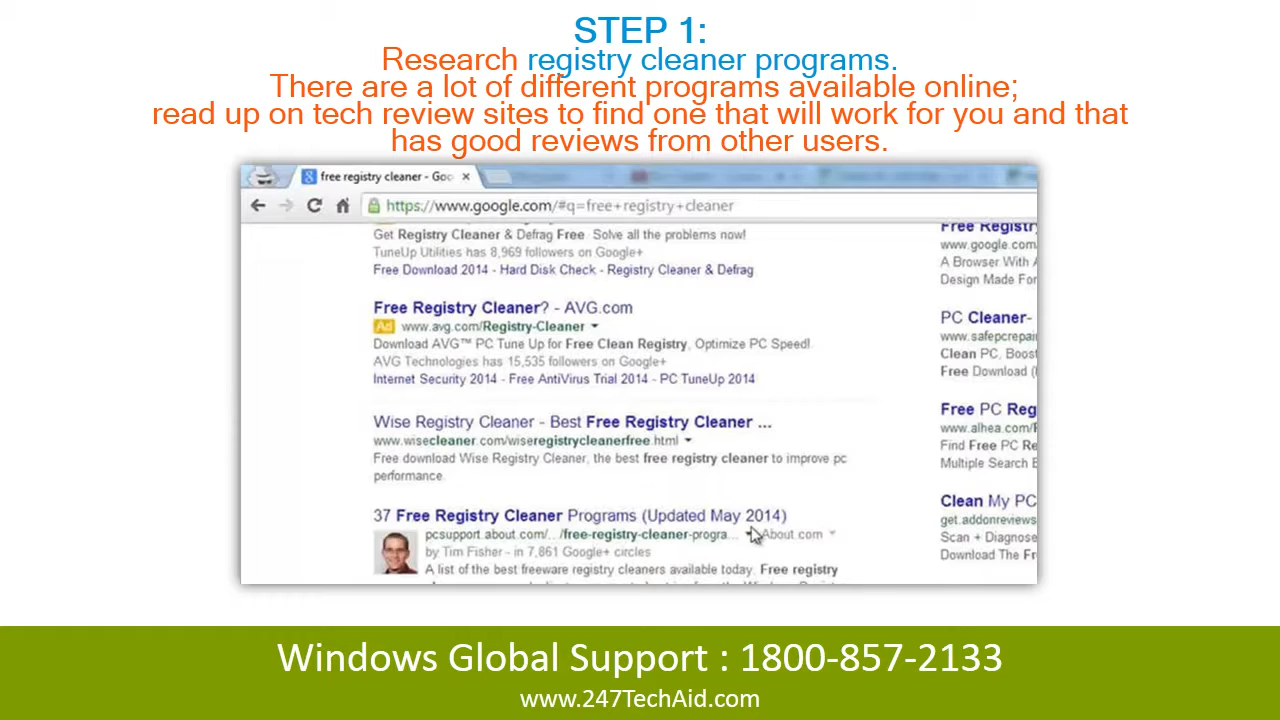 STEP 1:
Research registry cleaner programs.
There are a lot of different programs available online;
read up on tech review sites to find one that will work for you and that
has good reviews from other users.
free registry cleaner - Goo
https://www.google.com/#q=free+registry+cleaner
Get Registry Cleaner & Defrag Free. Solve all the problems now!
TuneUp Utilities has 8,969 followers on Google+
Free Download 2014 - Hard Disk Check - Registry Cleaner & Defrag
Free Registry Cleaner? - AVG.com
Ad www.avg.com/Registry-Cleaner
Download AVG™ PC Tune Up for Free Clean Registry, Optimize PC Speed!
AVG Technologies has 15,535 followers on Google+
Internet Security 2014 - Free AntiVirus Trial 2014 - PC TuneUp 2014
Wise Registry Cleaner - Best Free Registry Cleaner ...
www.wisecleaner.com/wiseregistrycleanerfree.html
Free download Wise Registry Cleaner, the best free registry cleaner to improve pc
performance.
37 Free Registry Cleaner Programs (Updated May 2014)
pcsupport.about.com/.../free-registry-cleaner-progra... About.com
by Tim Fisher - in 7,861 Google+ circles
A list of the best freeware registry cleaners available today. Free registry
Free Registr
www.google.com
A Browser With A
Design Made For
PC Cleaner-
www.safepcrepai
Clean PC, Boost
Free Download (
Free PC Reg
www.alhea.com/
Find Free PC R
Multiple Search E
Clean My PC
get.addonreviews
Scan + Diagnose
Download The Fr
Windows Global Support : 1800-857-2133
www.247TechAid.com